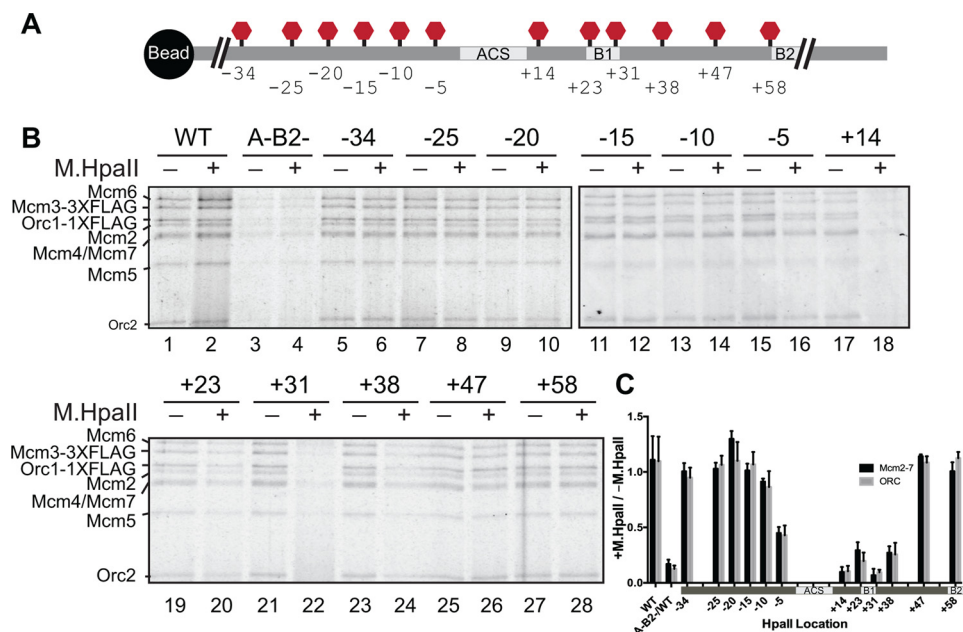 A
Bead
ACS
B1
B2
−34
−20
−10
+14
+31
+47
−25
−15
−5
+23
+38
+58
B
WT
A-B2-
-34
-25
-20
-15
-10
-5
+14
M.HpaII
– + – + – + – + – + – + – + – + – +
Mcm6
Mcm3-3XFLAG
Orc1-1XFLAG
Mcm2
Mcm4/Mcm7
Mcm5
Orc2
1 2 3 4 5 6 7 8 9 10 11 12 13 14 15 16 17 18
+23
+31
+38
+47
+58
M.HpaII
– + – + – + – + – +
Mcm6
Mcm3-3XFLAG
Orc1-1XFLAG
Mcm2
Mcm4/Mcm7
Mcm5
Orc2
19 20 21 22 23 24 25 26 27 28
C
+M.HpaII / −M.HpaII
1.5
1.0
0.5
0.0
Mcm2-7
ORC
ACS
B1
B2
WT
A-B2-/WT
-34
-25
-20
-15
-10
-5
+14
+23
+31
+38
+47
+58
HpaII Location